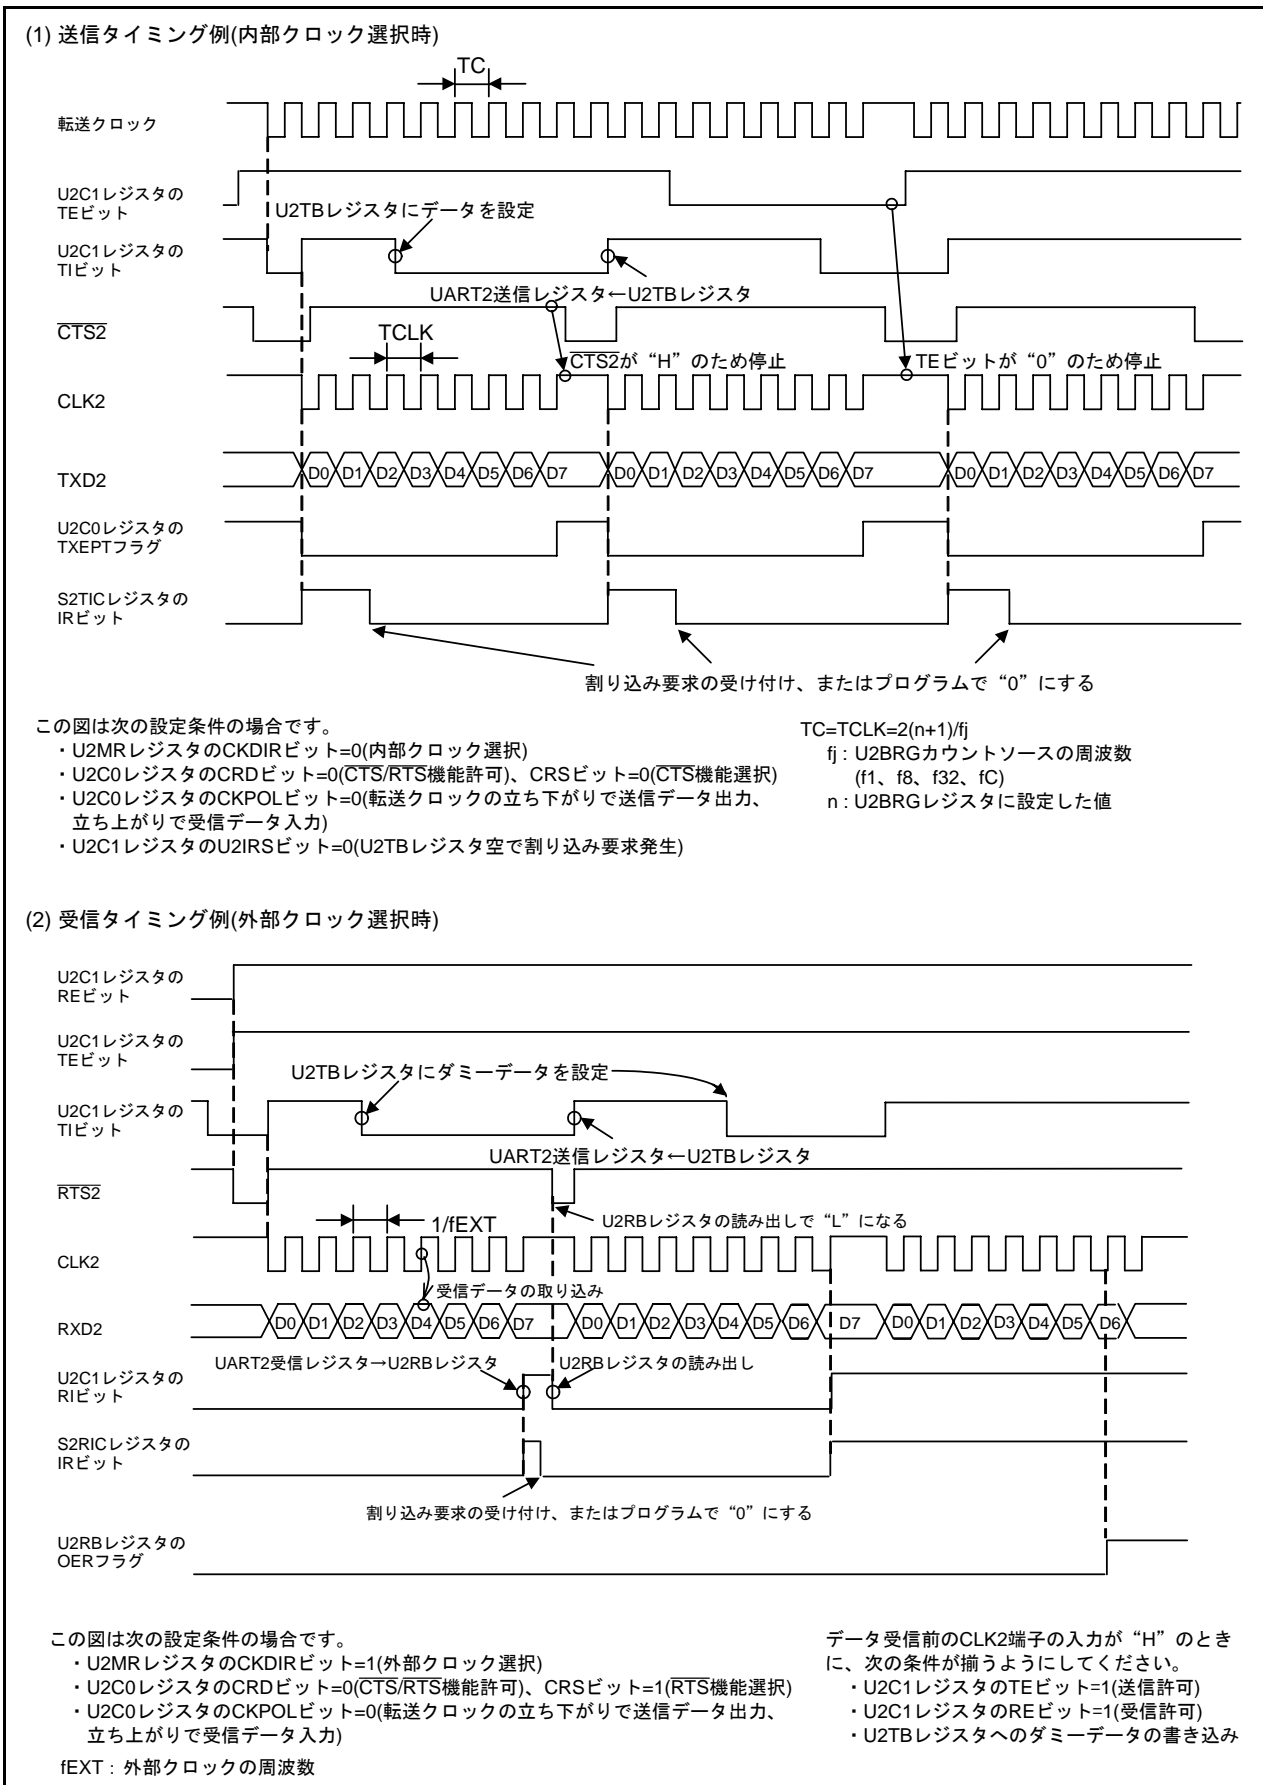 (1) 送信タイミング例(内部クロック選択時)
TC
転送クロック
U2C1レジスタの
TEビット
U2TBレジスタにデータを設定
U2C1レジスタの
TIビット
UART2送信レジスタ←U2TBレジスタ
CTS2
TCLK
CTS2が“H”のため停止
TEビットが“0”のため停止
CLK2
TXD2
D0 D1 D2 D3 D4 D5 D6 D7 D0 D1 D2 D3 D4 D5 D6 D7 D0 D1 D2 D3 D4 D5 D6 D7
U2C0レジスタの
TXEPTフラグ
S2TICレジスタの
IRビット
割り込み要求の受け付け、またはプログラムで“0”にする
この図は次の設定条件の場合です。
・U2MRレジスタのCKDIRビット=0(内部クロック選択)
・U2C0レジスタのCRDビット=0(CTS/RTS機能許可)、CRSビット=0(CTS機能選択)
・U2C0レジスタのCKPOLビット=0(転送クロックの立ち下がりで送信データ出力、
立ち上がりで受信データ入力)
・U2C1レジスタのU2IRSビット=0(U2TBレジスタ空で割り込み要求発生)
TC=TCLK=2(n+1)/fj
fj : U2BRGカウントソースの周波数
(f1、f8、f32、fC)
n : U2BRGレジスタに設定した値
(2) 受信タイミング例(外部クロック選択時)
U2C1レジスタの
REビット
U2C1レジスタの
TEビット
U2TBレジスタにダミーデータを設定
U2C1レジスタの
TIビット
UART2送信レジスタ←U2TBレジスタ
RTS2
1/fEXT
U2RBレジスタの読み出しで“L”になる
CLK2
受信データの取り込み
RXD2
D0 D1 D2 D3 D4 D5 D6 D7 D0 D1 D2 D3 D4 D5 D6 D7 D0 D1 D2 D3 D4 D5 D6
UART2受信レジスタ→U2RBレジスタ
U2RBレジスタの読み出し
U2C1レジスタの
RIビット
S2RICレジスタの
IRビット
割り込み要求の受け付け、またはプログラムで“0”にする
U2RBレジスタの
OERフラグ
この図は次の設定条件の場合です。
・U2MRレジスタのCKDIRビット=1(外部クロック選択)
・U2C0レジスタのCRDビット=0(CTS/RTS機能許可)、CRSビット=1(RTS機能選択)
・U2C0レジスタのCKPOLビット=0(転送クロックの立ち下がりで送信データ出力、
立ち上がりで受信データ入力)
fEXT : 外部クロックの周波数
データ受信前のCLK2端子の入力が“H”のとき
に、次の条件が揃うようにしてください。
・U2C1レジスタのTEビット=1(送信許可)
・U2C1レジスタのREビット=1(受信許可)
・U2TBレジスタへのダミーデータの書き込み